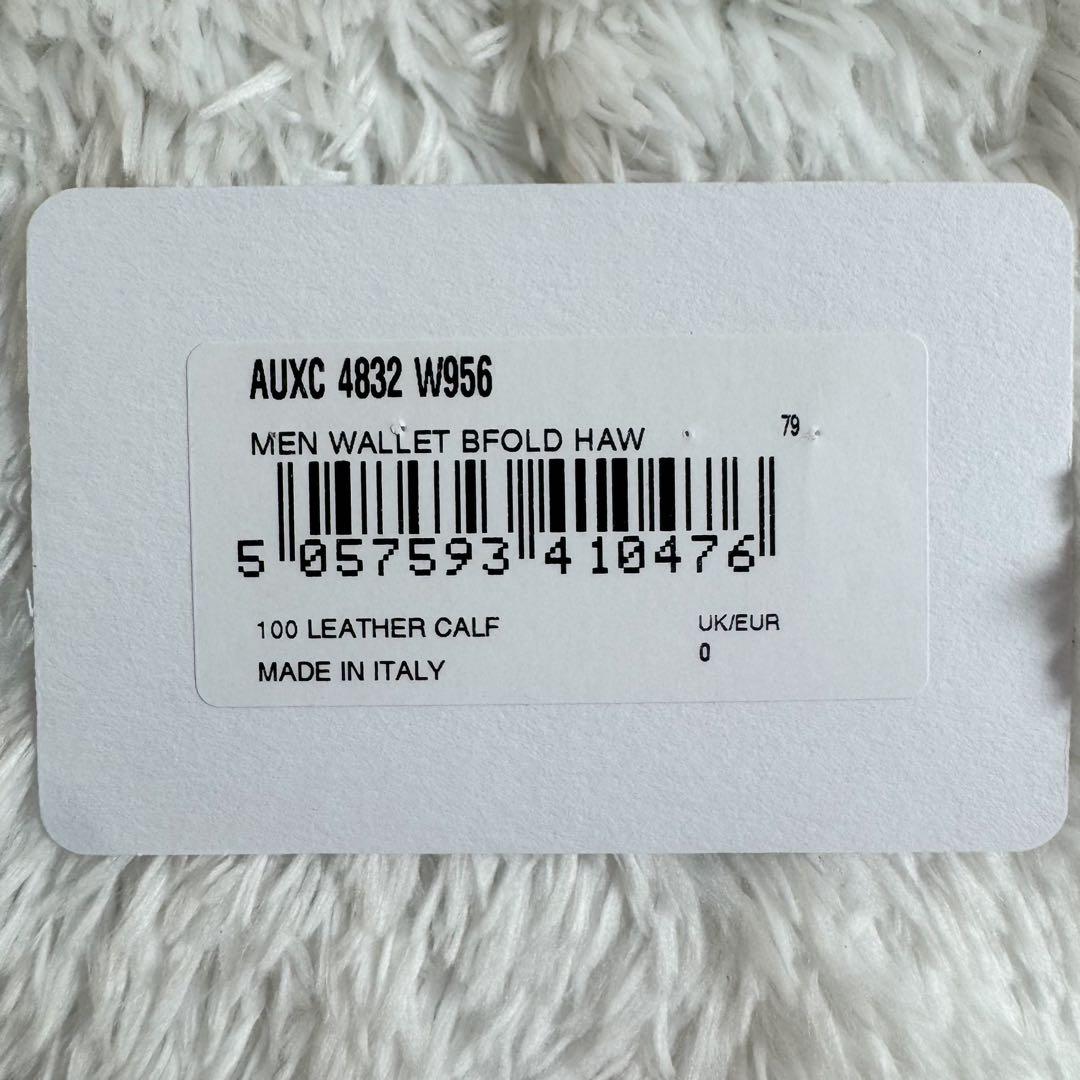 AUXC 4832 W956
MEN WALLET BFOLD HAW 79
5 057593 410476
100 LEATHER CALF UK/EUR
0
MADE IN ITALY